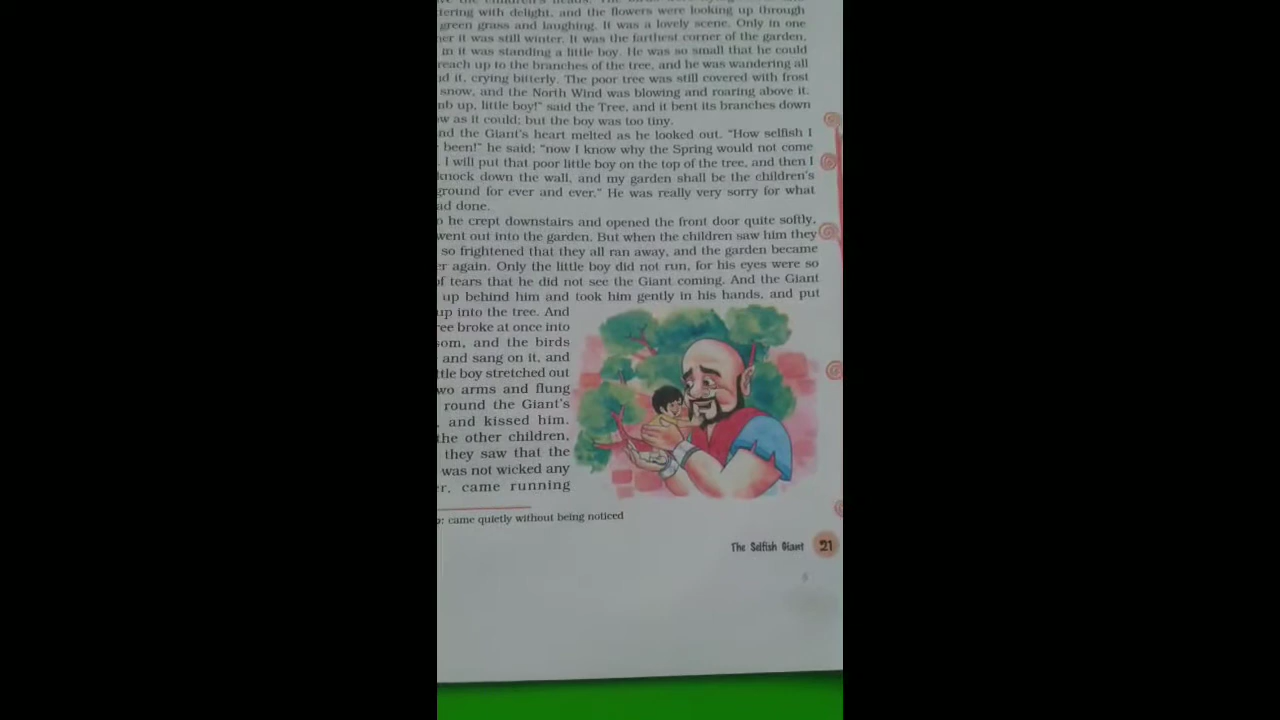 tering with delight, and the flowers were looking up through
green grass and laughing. It was a lovely scene. Only in one
er it was still winter. It was the farthest corner of the garden,
n it was standing a little boy. He was so small that he could
reach up to the branches of the tree, and he was wandering all
d it, crying bitterly. The poor tree was still covered with frost
snow, and the North Wind was blowing and roaring above it.
nb up, little boy!" said the Tree, and it bent its branches down
w as it could; but the boy was too tiny.
nd the Giant's heart melted as he looked out. "How selfish I
been!" he said; "now I know why the Spring would not come
. I will put that poor little boy on the top of the tree, and then I
knock down the wall, and my garden shall be the children's
ground for ever and ever." He was really very sorry for what
ad done.
o he crept downstairs and opened the front door quite softly,
went out into the garden. But when the children saw him they
so frightened that they all ran away, and the garden became
er again. Only the little boy did not run, for his eyes were so
of tears that he did not see the Giant coming. And the Giant
up behind him and took him gently in his hands, and put
up into the tree. And
ree broke at once into
om, and the birds
and sang on it, and
ttle boy stretched out
wo arms and flung
round the Giant's
, and kissed him.
the other children,
they saw that the
was not wicked any
er, came running
p: came quietly without being noticed
The Selfish Giant 21